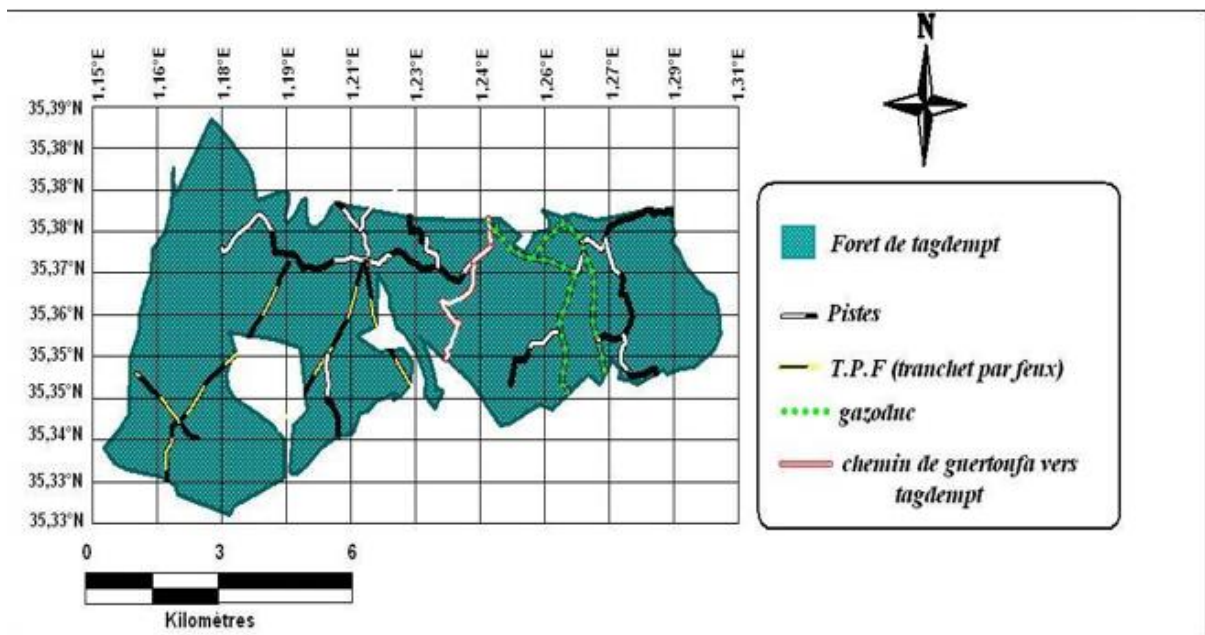 N
1,15°E 1,16°E 1,18°E 1,19°E 1,21°E 1,23°E 1,24°E 1,26°E 1,27°E 1,29°E 1,31°E
35,39°N
35,38°N
35,38°N
35,38°N
35,37°N
35,36°N
35,35°N
35,35°N
35,34°N
35,33°N
35,33°N
Foret de tagdempt
Pistes
T.P.F (tranchet par feux)
gazoduc
chemin de guertoufa vers
tagdempt
0 3 6
Kilomètres